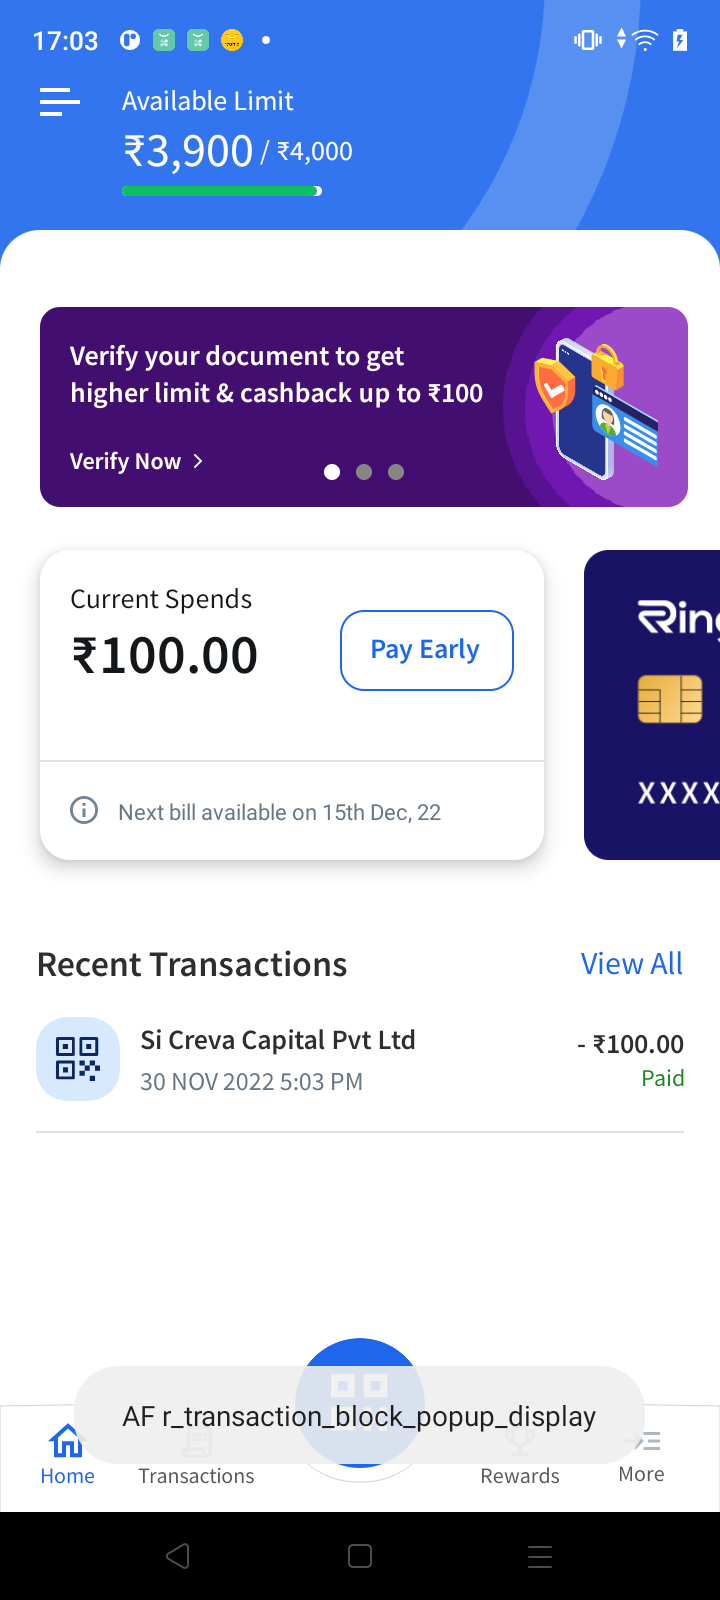 17:03
Available Limit
₹3,900 / ₹4,000
Verify your document to get
higher limit & cashback up to ₹100
Verify Now
Current Spends
₹100.00
Pay Early
Next bill available on 15th Dec, 22
XXXX
Recent Transactions
View All
Si Creva Capital Pvt Ltd
- ₹100.00
30 NOV 2022 5:03 PM
Paid
AF r_transaction_block_popup_display
Home
Transactions
Rewards
More